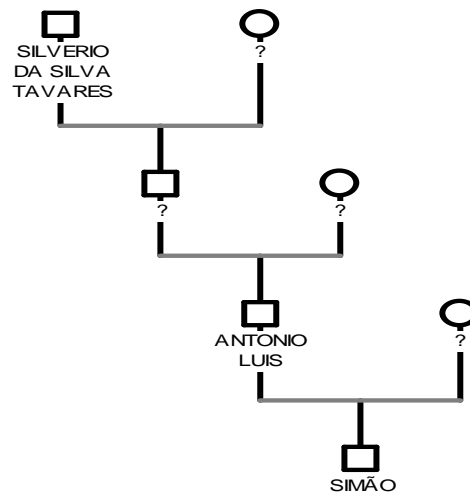 SILVERIO
DA SILVA
TAVARES
?
?
?
ANTONIO
LUIS
?
SIMÃO